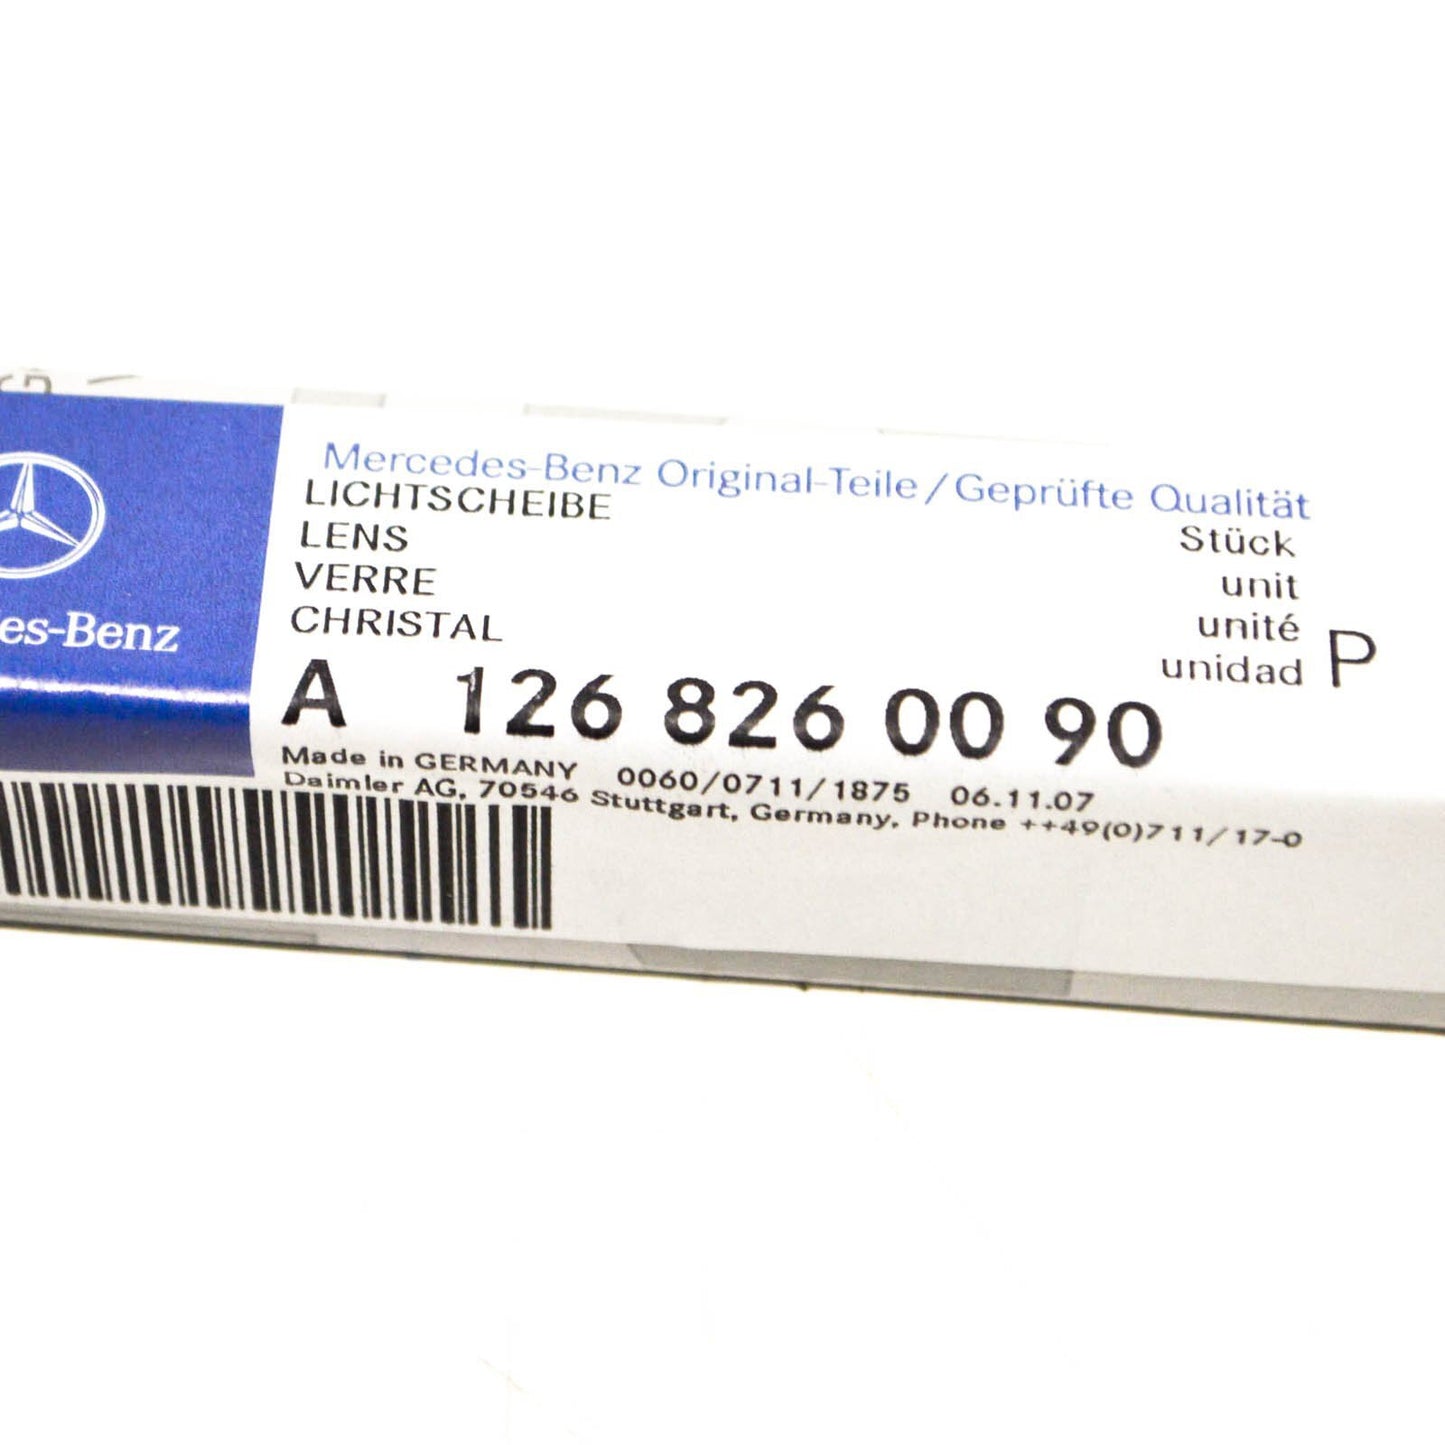 Mercedes-Benz Original-Teile/Geprüfte Qualität
LICHTSCHEIBE
LENS
VERRE
CHRISTAL
Stück
unit
unité
unidad P
es-Benz
A 126 826 00 90
Made in GERMANY 0060/0711/1875 06.11.07
Daimler AG, 70546 Stuttgart, Germany, Phone ++49(0)711/17-0